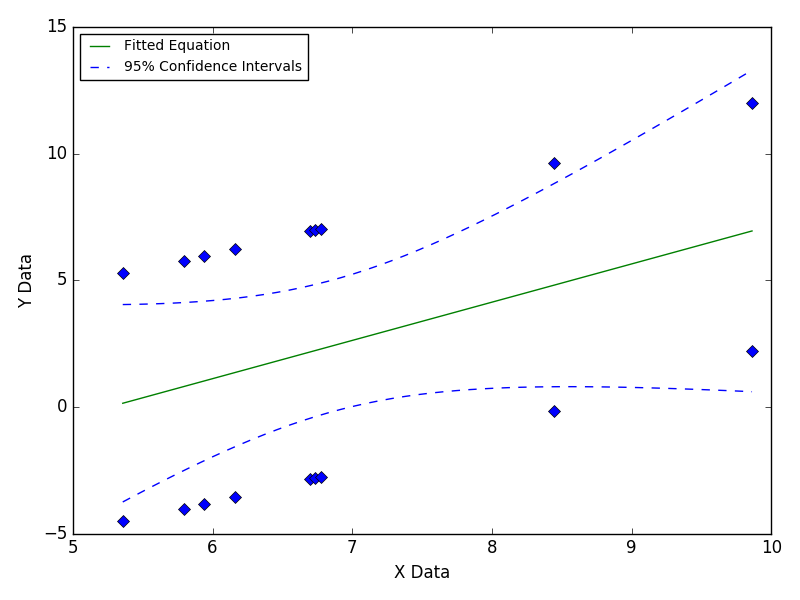 15
Fitted Equation
95% Confidence Intervals
10
5
0
−5
5
6
7
8
9
10
X Data
Y Data